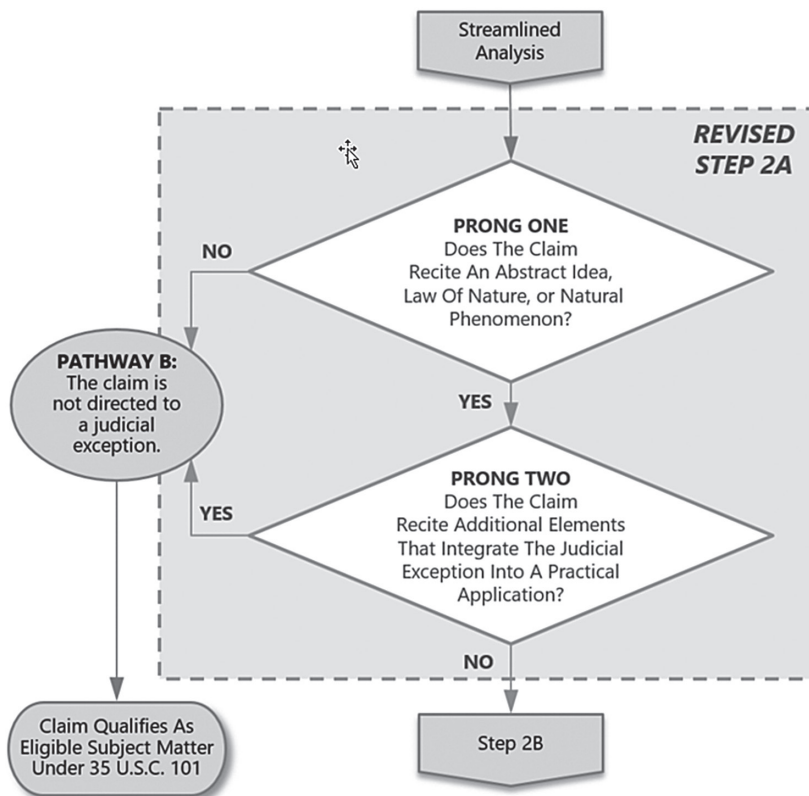 Streamlined
Analysis
REVISED
STEP 2A
PRONG ONE
Does The Claim
Recite An Abstract Idea,
Law Of Nature, or Natural
Phenomenon?
NO
PATHWAY B:
The claim is
not directed to
a judicial
exception.
YES
PRONG TWO
Does The Claim
Recite Additional Elements
That Integrate The Judicial
Exception Into A Practical
Application?
YES
NO
Claim Qualifies As
Eligible Subject Matter
Under 35 U.S.C. 101
Step 2B